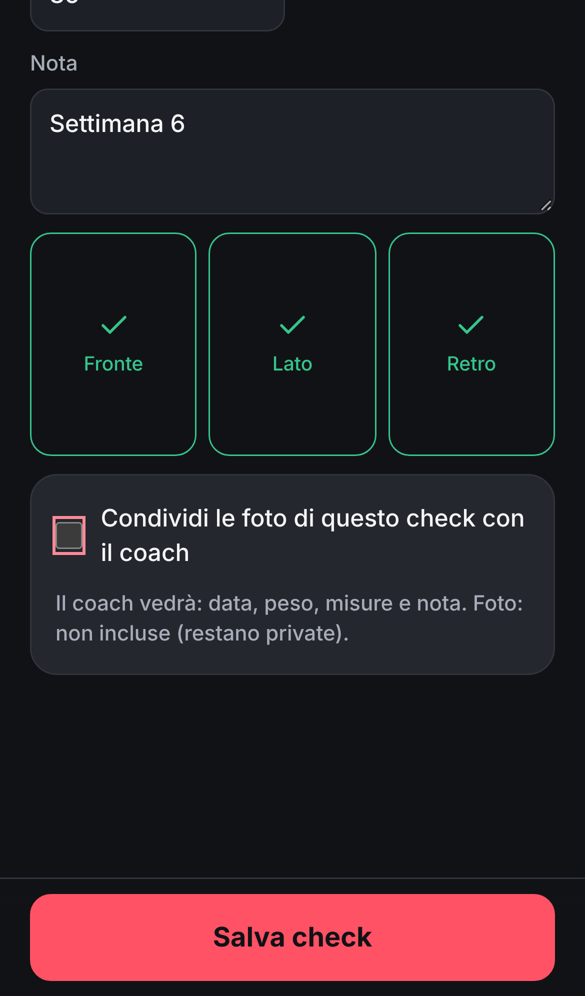 Nota
Settimana 6
Fronte
Lato
Retro
Condividi le foto di questo check con
il coach
Il coach vedrà: data, peso, misure e nota. Foto:
non incluse (restano private).
Salva check